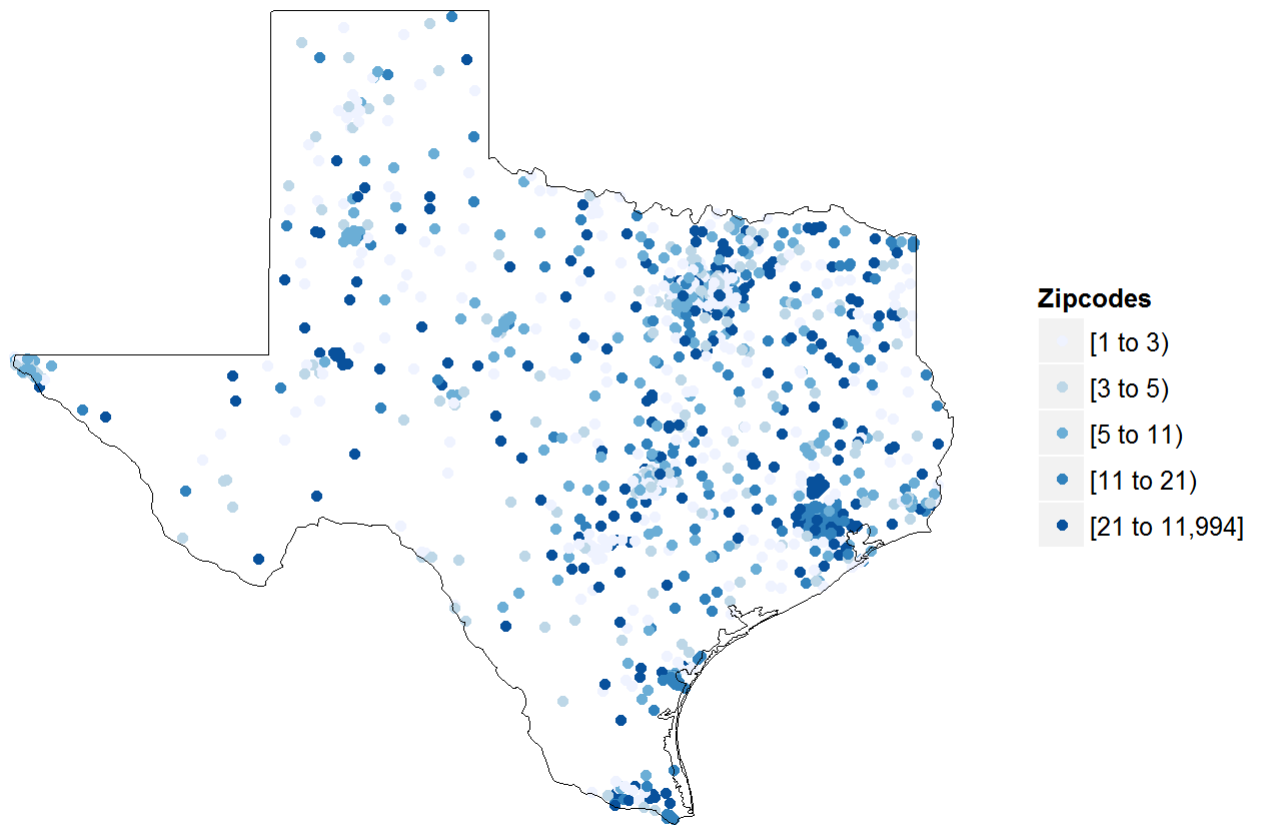 Zipcodes
[1 to 3)
[3 to 5)
[5 to 11)
[11 to 21)
[21 to 11,994]